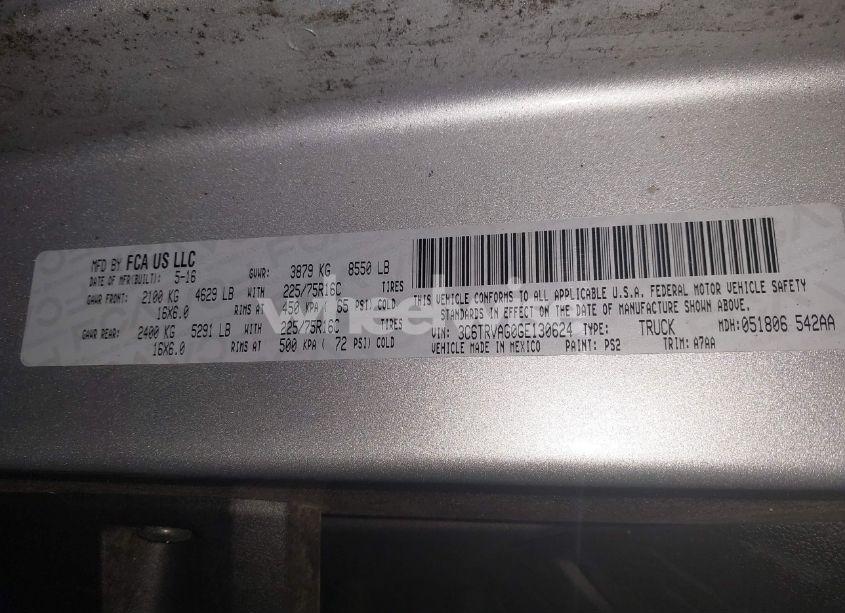 MFD BY FCA US LLC
DATE OF MFR(BUILT): 5-16 GVWR: 3879 KG 8550 LB
GAWR FRONT: 2100 KG 4629 LB WITH 225/75R16C TIRES
16X6.0 RIMS AT 450 KPA( 65 PSI) COLD
GAWR REAR: 2400 KG 5291 LB WITH 225/75R16C TIRES
16X6.0 RIMS AT 500 KPA( 72 PSI) COLD
THIS VEHICLE CONFORMS TO ALL APPLICABLE U.S.A. FEDERAL MOTOR VEHICLE SAFETY
STANDARDS IN EFFECT ON THE DATE OF MANUFACTURE SHOWN ABOVE.
VIN: 3C6TRVAG0GE130624 TYPE: TRUCK MDH: 051806 542AA
VEHICLE MADE IN MEXICO PAINT: PS2 TRIM: A7AA